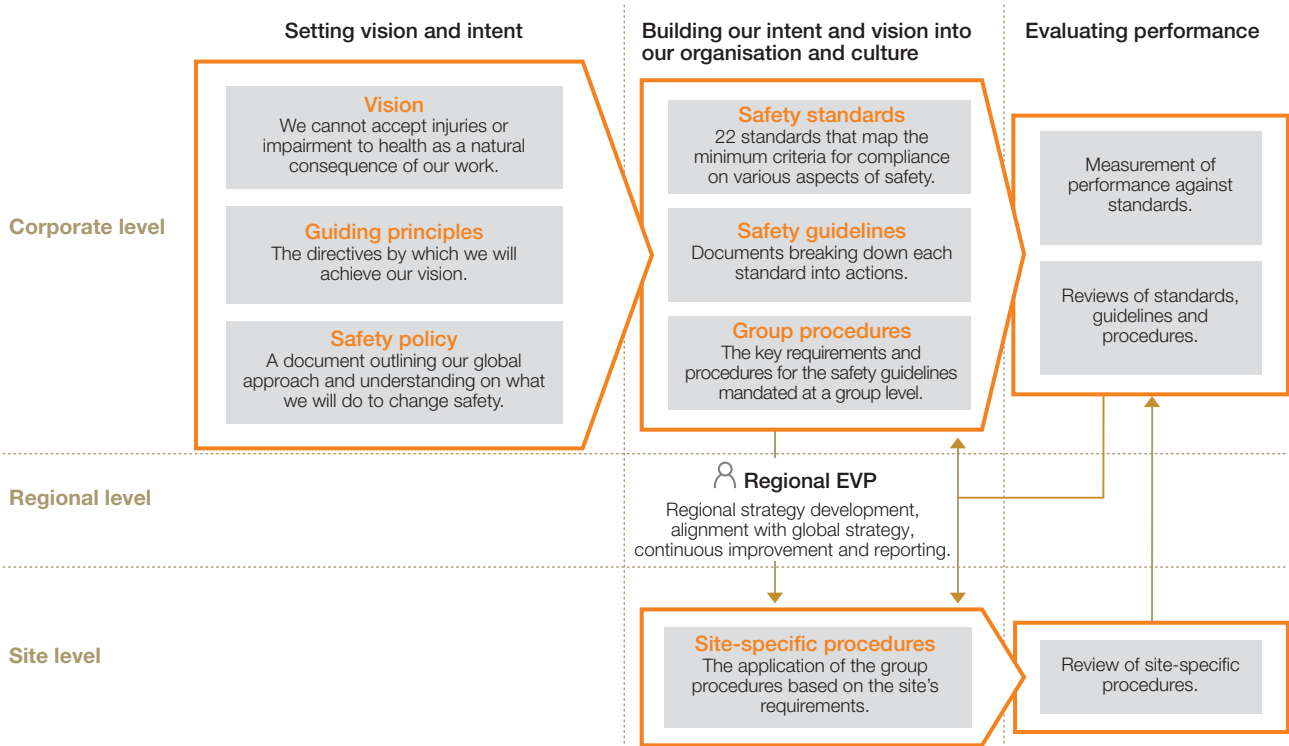 Setting vision and intent
Building our intent and vision into
our organisation and culture
Evaluating performance
Corporate level
Vision
We cannot accept injuries or
impairment to health as a natural
consequence of our work.
Guiding principles
The directives by which we will
achieve our vision.
Safety policy
A document outlining our global
approach and understanding on what
we will do to change safety.
Safety standards
22 standards that map the
minimum criteria for compliance
on various aspects of safety.
Safety guidelines
Documents breaking down each
standard into actions.
Group procedures
The key requirements and
procedures for the safety guidelines
mandated at a group level.
Measurement of
performance against
standards.
Reviews of standards,
guidelines and
procedures.
Regional level
Regional EVP
Regional strategy development,
alignment with global strategy,
continuous improvement and reporting.
Site level
Site-specific procedures
The application of the group
procedures based on the site’s
requirements.
Review of site-specific
procedures.